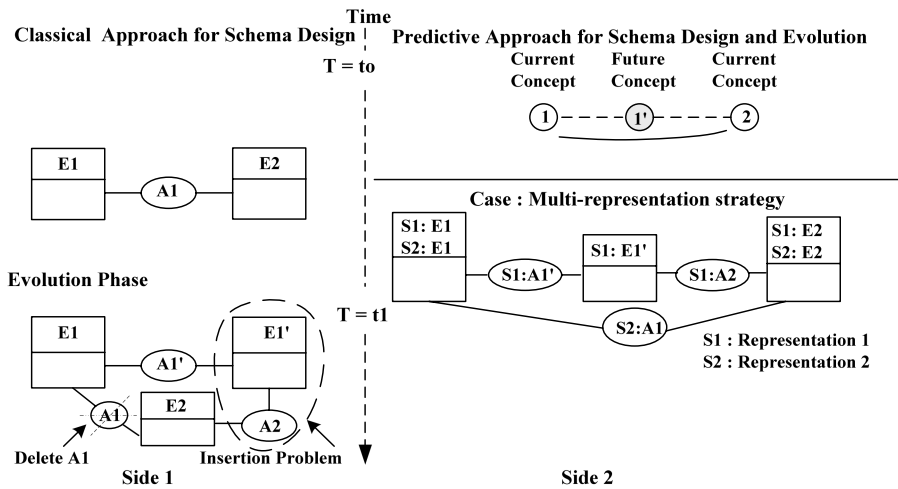 Time
Classical Approach for Schema Design
T = to
E1
A1
E2
Evolution Phase
E1
A1'
E1'
A1
E2
A2
Delete A1
Insertion Problem
Side 1
T = t1
Predictive Approach for Schema Design and Evolution
Current Concept
Future Concept
Current Concept
1
1'
2
Case : Multi-representation strategy
S1: E1
S2: E1
S1:A1'
S1: E1'
S1:A2
S1: E2
S2: E2
S2:A1
S1 : Representation 1
S2 : Representation 2
Side 2